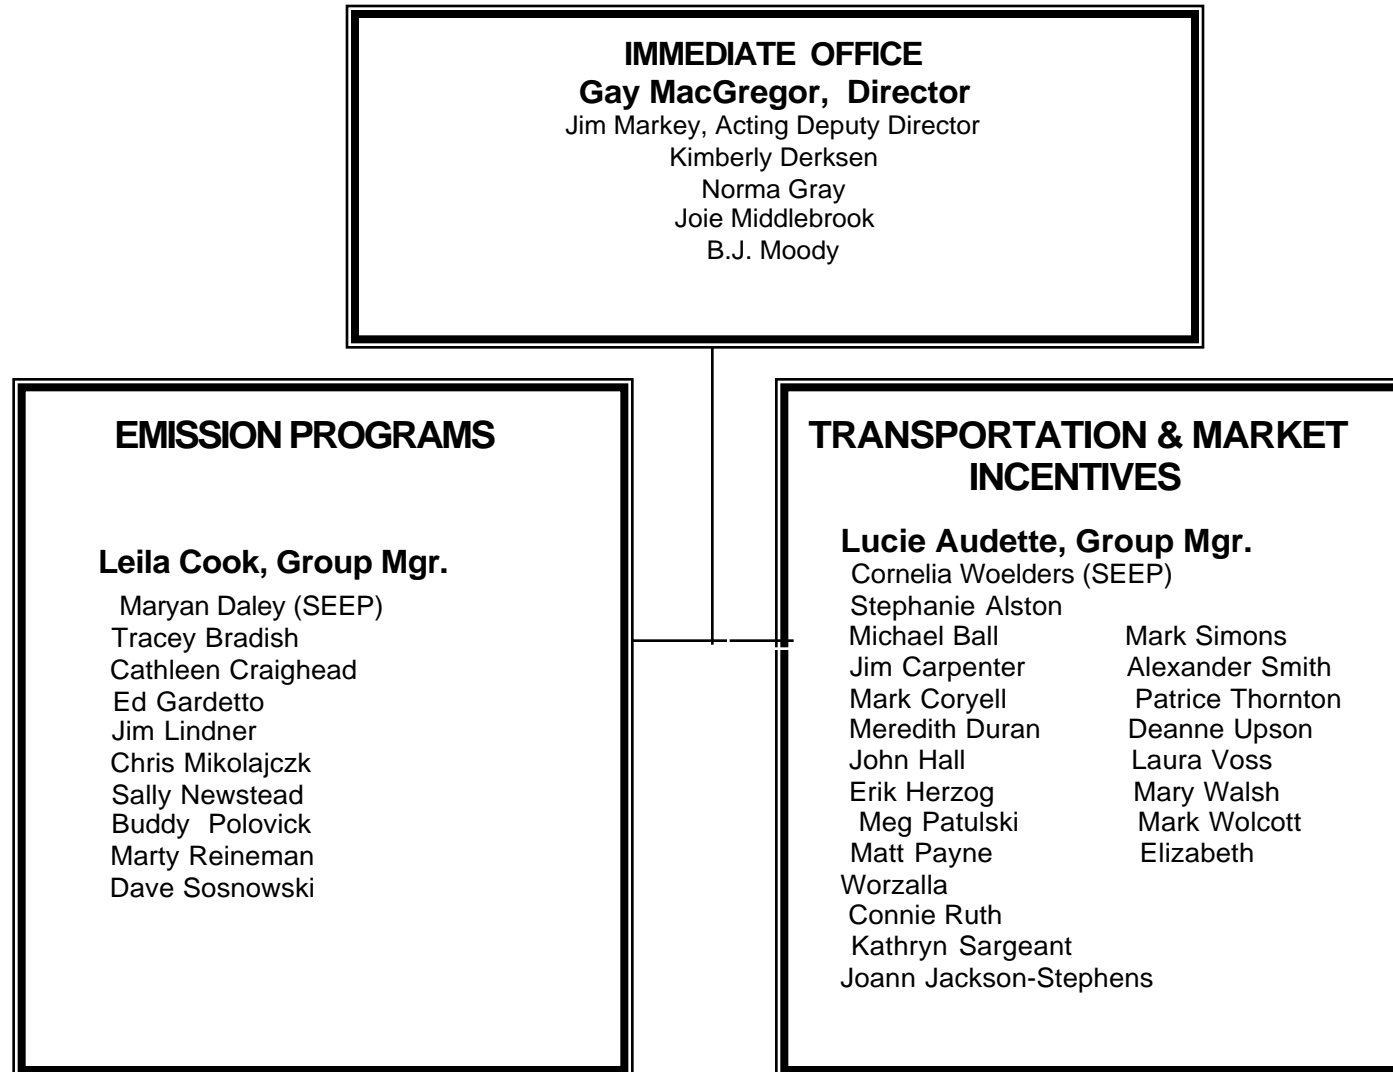 IMMEDIATE OFFICE
Gay MacGregor, Director
Jim Markey, Acting Deputy Director
Kimberly Derksen
Norma Gray
Joie Middlebrook
B.J. Moody
EMISSION PROGRAMS
Leila Cook, Group Mgr.
Maryan Daley (SEEP)
Tracey Bradish
Cathleen Craighead
Ed Gardetto
Jim Lindner
Chris Mikolajczk
Sally Newstead
Buddy Polovick
Marty Reineman
Dave Sosnowski
TRANSPORTATION & MARKET
INCENTIVES
Lucie Audette, Group Mgr.
Cornelia Woelders (SEEP)
Stephanie Alston
Michael Ball Mark Simons
Jim Carpenter Alexander Smith
Mark Coryell Patrice Thornton
Meredith Duran Deanne Upson
John Hall Laura Voss
Erik Herzog Mary Walsh
Meg Patulski Mark Wolcott
Matt Payne Elizabeth
Worzalla
Connie Ruth
Kathryn Sargeant
Joann Jackson-Stephens